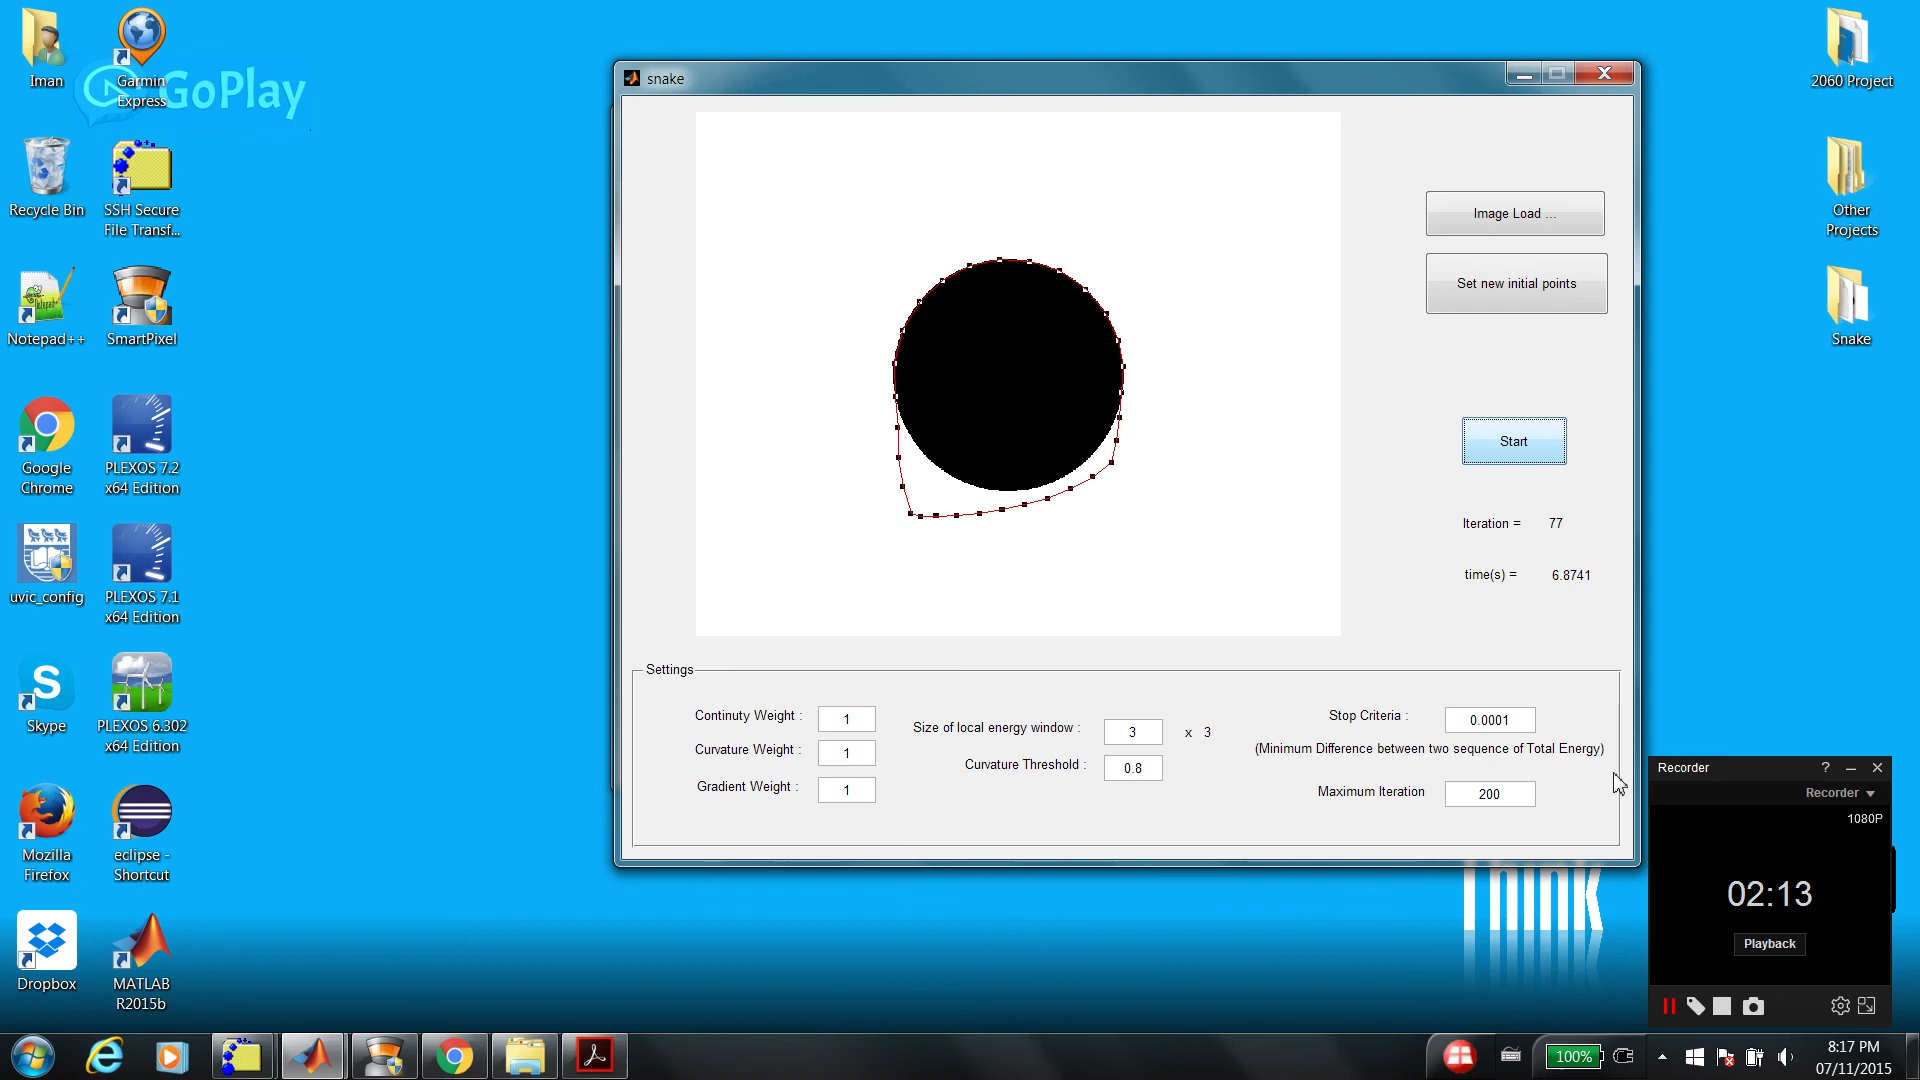 Iman
Garmin
Express
GoPlay
Recycle Bin
SSH Secure
File Transf...
Notepad++
SmartPixel
Google
Chrome
PLEXOS 7.2
x64 Edition
uvic_config
PLEXOS 7.1
x64 Edition
Skype
PLEXOS 6.302
x64 Edition
Mozilla
Firefox
eclipse -
Shortcut
Dropbox
MATLAB
R2015b
snake
Image Load ...
Set new initial points
Start
Iteration = 77
time(s) = 6.8741
Settings
Continuty Weight : 1
Curvature Weight : 1
Gradient Weight : 1
Size of local energy window : 3 x 3
Curvature Threshold : 0.8
Stop Criteria : 0.0001
(Minimum Difference between two sequence of Total Energy)
Maximum Iteration 200
2060 Project
Other
Projects
Snake
Think
Recorder
?
Recorder
1080P
02:13
Playback
100%
8:17 PM
07/11/2015